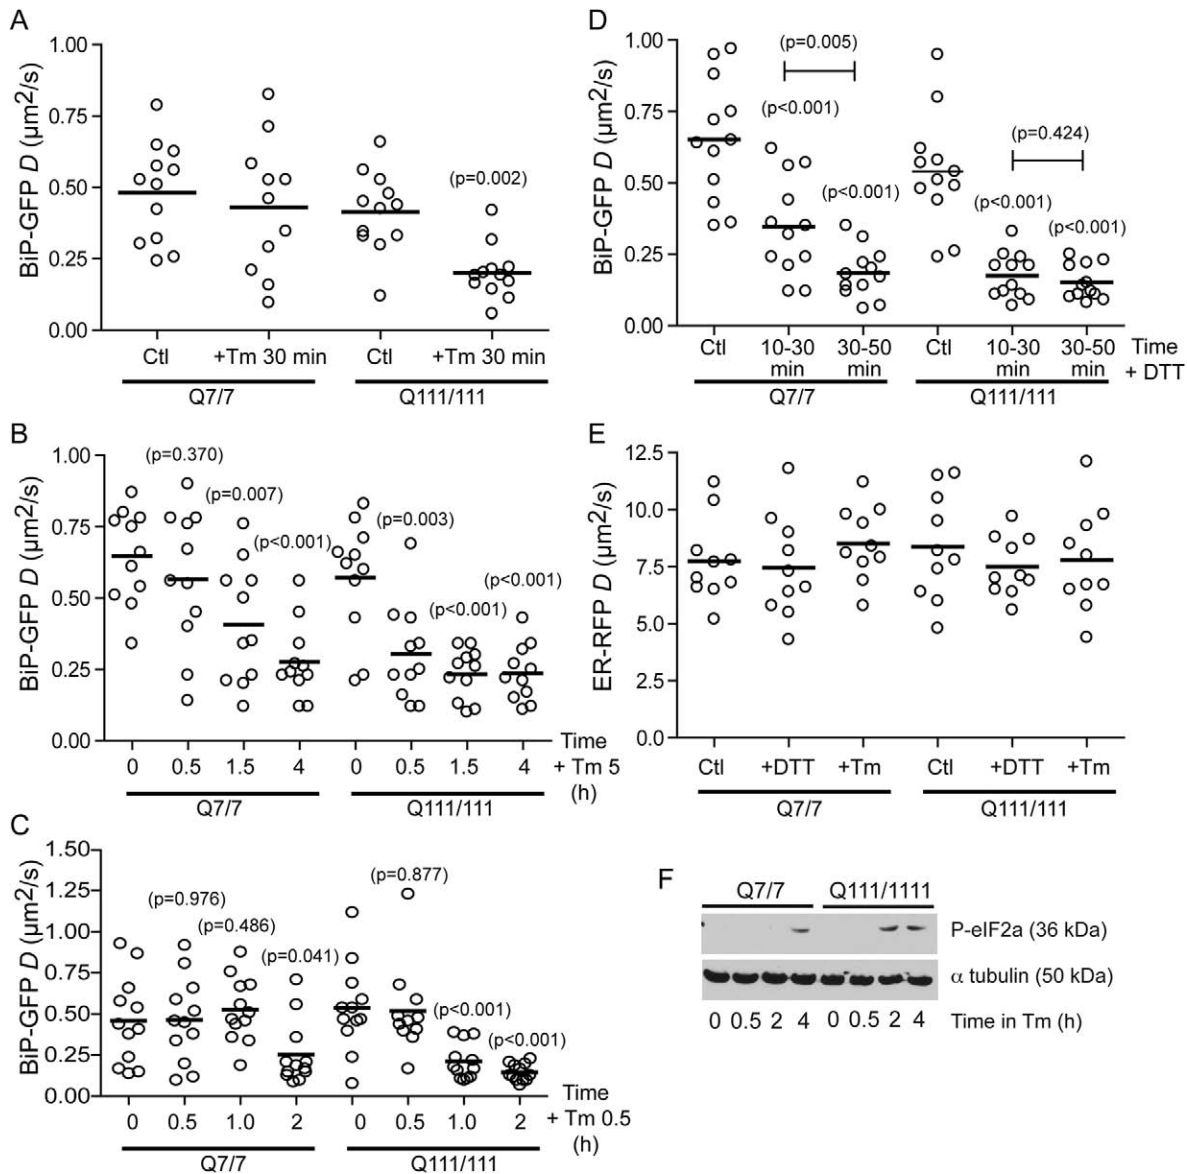 A
BiP-GFP D (µm2/s)
1.00
0.75
0.50
0.25
0.00
(p=0.002)
Ctl +Tm 30 min Ctl +Tm 30 min
Q7/7 Q111/111
B
BiP-GFP D (µm2/s)
1.00
0.75
0.50
0.25
0.00
(p=0.370)
(p=0.007)
(p<0.001)
(p=0.003)
(p<0.001)
(p<0.001)
0 0.5 1.5 4 0 0.5 1.5 4
Time
+ Tm 5
(h)
Q7/7 Q111/111
C
BiP-GFP D (µm2/s)
1.50
1.25
1.00
0.75
0.50
0.25
0.00
(p=0.976)
(p=0.486)
(p=0.041)
(p=0.877)
(p<0.001)
(p<0.001)
0 0.5 1.0 2 0 0.5 1.0 2
Time
+ Tm 0.5
(h)
Q7/7 Q111/111
D
BiP-GFP D (µm2/s)
1.00
0.75
0.50
0.25
0.00
(p=0.005)
(p<0.001)
(p<0.001)
(p=0.424)
(p<0.001)
(p<0.001)
Ctl 10-30 30-50 Ctl 10-30 30-50 Time
min min min min + DTT
Q7/7 Q111/111
E
ER-RFP D (µm2/s)
12.5
10.0
7.5
5.0
2.5
0.0
Ctl +DTT +Tm Ctl +DTT +Tm
Q7/7 Q111/111
F
Q7/7 Q111/1111
P-eIF2a (36 kDa)
α tubulin (50 kDa)
0 0.5 2 4 0 0.5 2 4 Time in Tm (h)